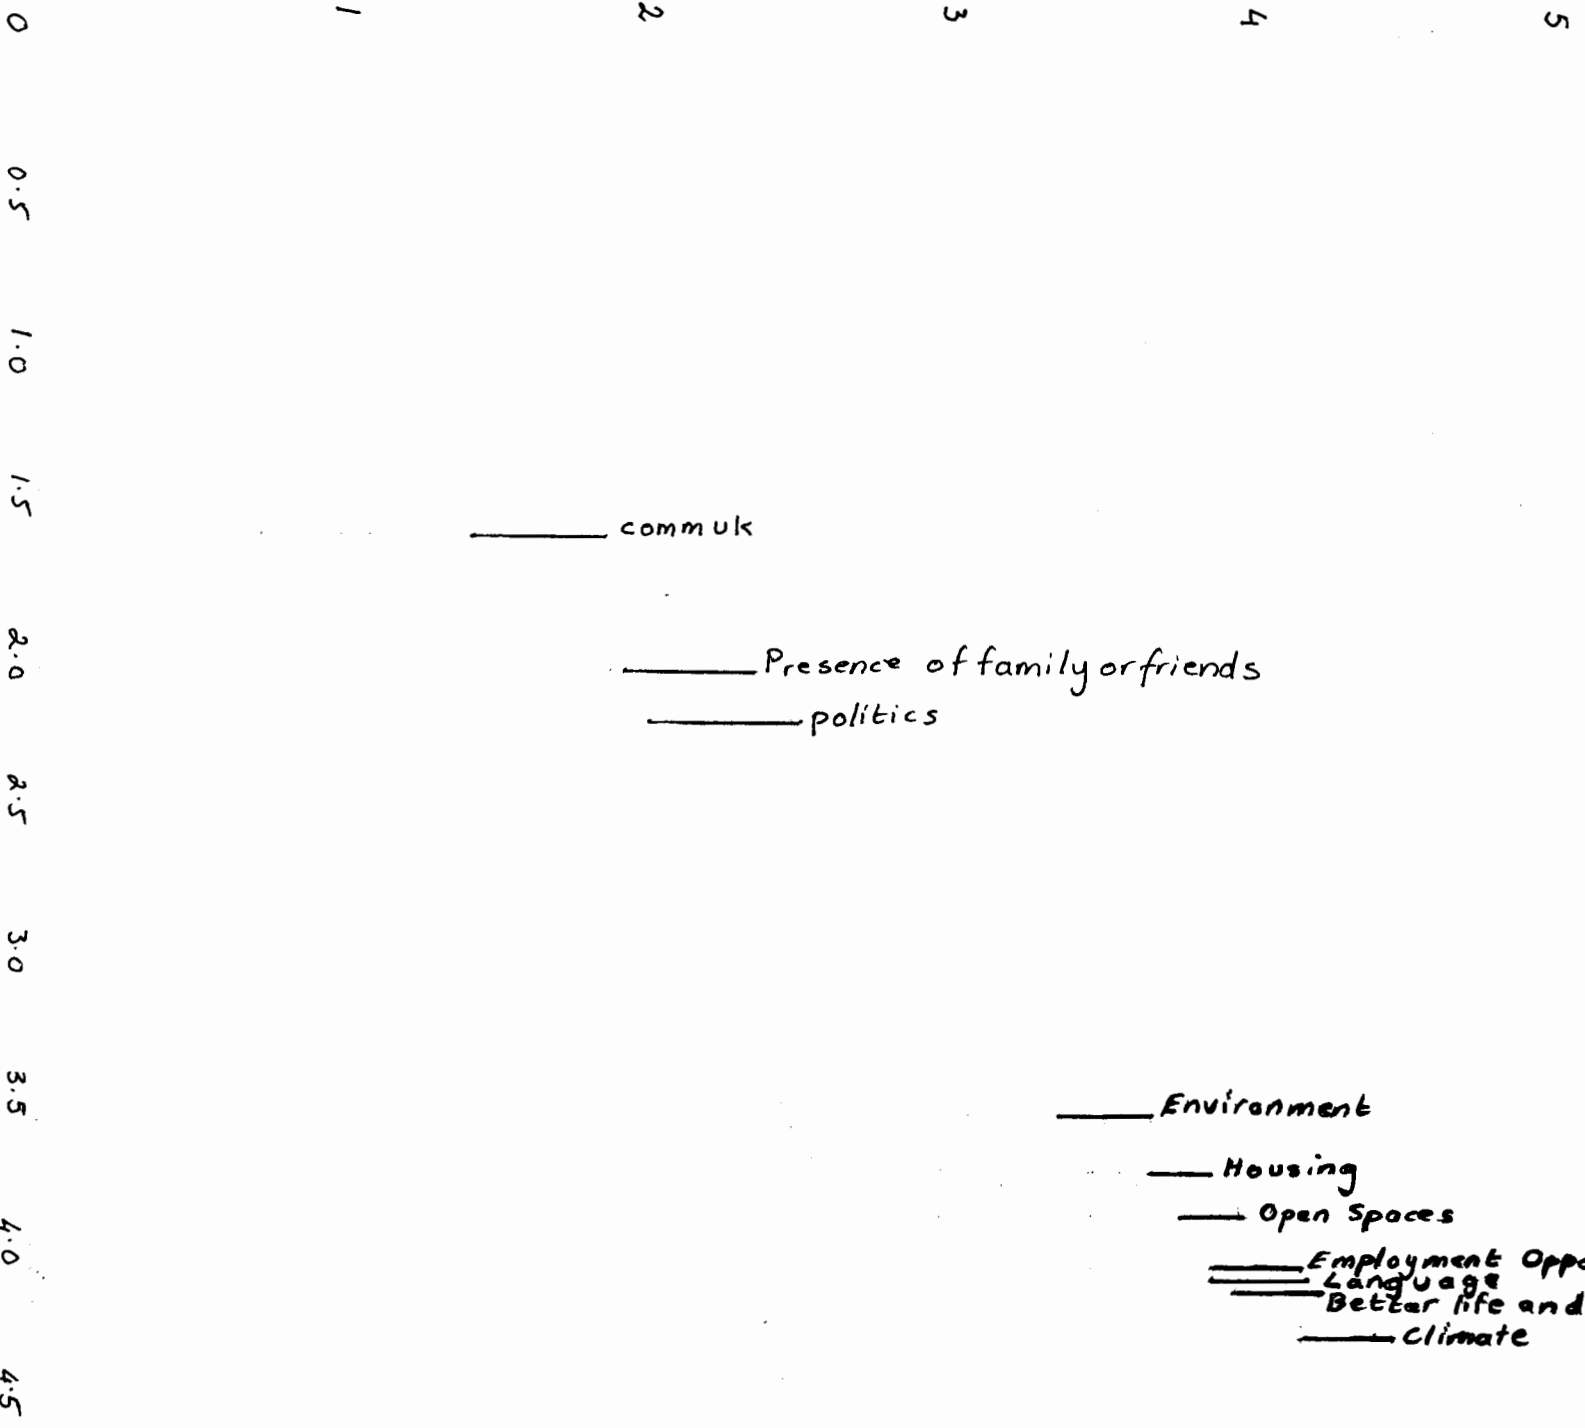 0 1 2 3 4 5
0.5
1.0
1.5
commuk
2.0
Presence of family or friends
politics
2.5
3.0
3.5
Environment
Housing
Open Spaces
4.0
Employment
Language
Better life and
Climate
4.5